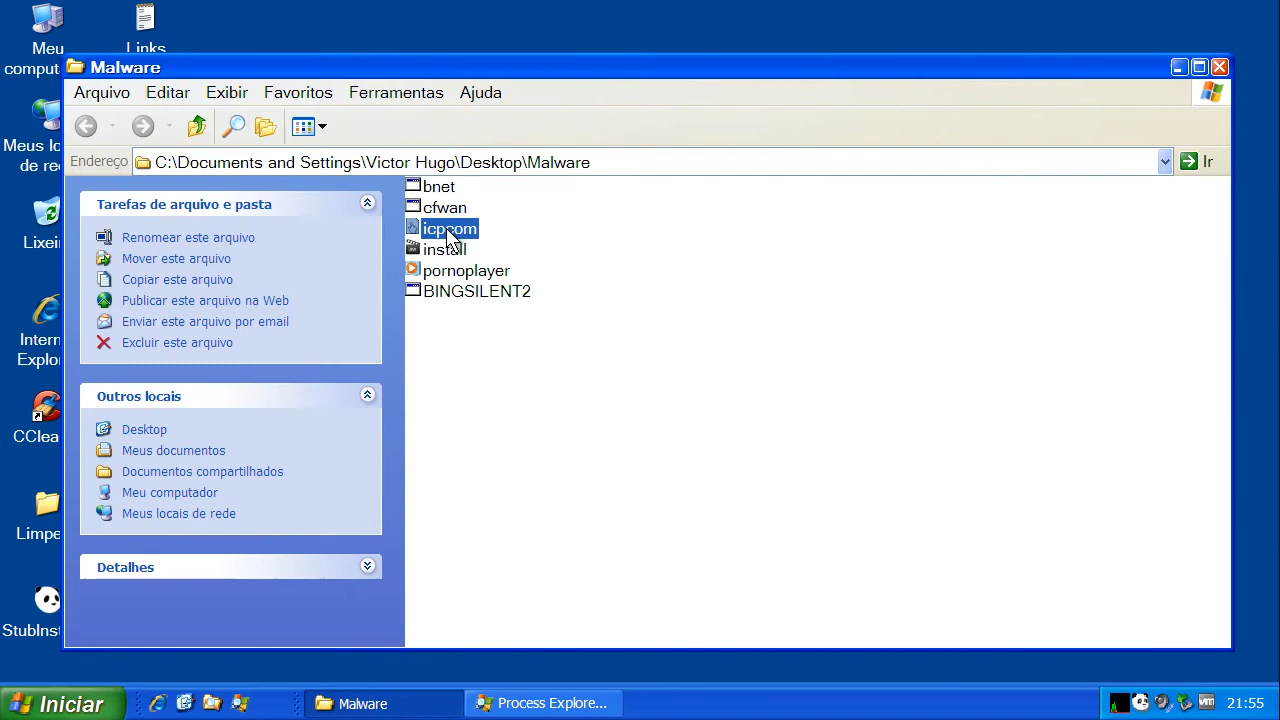 Meu computa
Links
Malware
Arquivo Editar Exibir Favoritos Ferramentas Ajuda
Endereço C:\Documents and Settings\Victor Hugo\Desktop\Malware Ir
Meus lo de re
Lixei
Intern Explo
CClea
Limpe
StubInst
Tarefas de arquivo e pasta
Renomear este arquivo
Mover este arquivo
Copiar este arquivo
Publicar este arquivo na Web
Enviar este arquivo por email
Excluir este arquivo
Outros locais
Desktop
Meus documentos
Documentos compartilhados
Meu computador
Meus locais de rede
Detalhes
bnet
cfwan
icpcom
install
pornoplayer
BINGSILENT2
Iniciar
Malware
Process Explore...
21:55